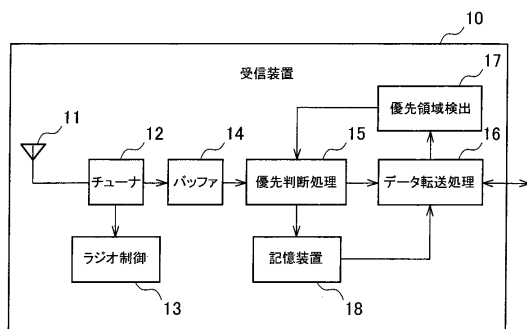 10
受信装置
17
優先領域検出
11
12
チューナ
14
バッファ
15
優先判断処理
16
データ転送処理
ラジオ制御
13
記憶装置
18